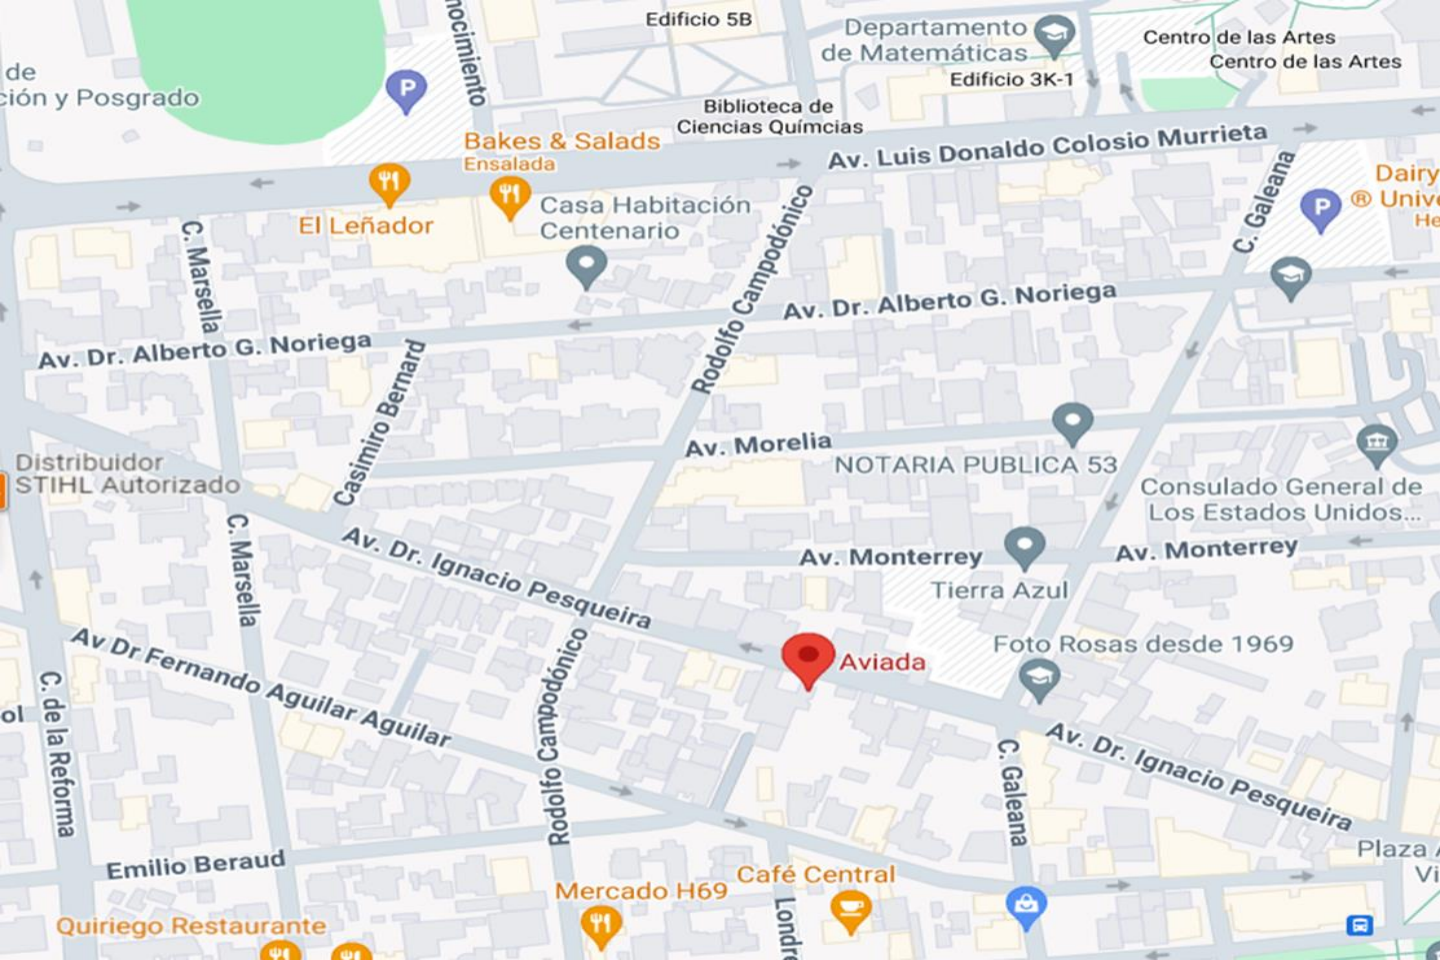 Edificio 5B
nocimiento
Departamento
de Matemáticas
Edificio 3K-1
Centro de las Artes
Centro de las Artes
de
ción y Posgrado
P
Biblioteca de
Ciencias Químcias
Bakes & Salads
Ensalada
Av. Luis Donaldo Colosio Murrieta
El Leñador
Casa Habitación
Centenario
C. Galeana
P
Dairy
® Unive
He
C. Marsella
Rodolfo Campodónico
Av. Dr. Alberto G. Noriega
Av. Dr. Alberto G. Noriega
Casimiro Bernard
Av. Morelia
NOTARIA PUBLICA 53
Distribuidor
STIHL Autorizado
Consulado General de
Los Estados Unidos...
C. Marsella
Av. Dr. Ignacio Pesqueira
Av. Monterrey
Av. Monterrey
Tierra Azul
Av Dr Fernando Aguilar Aguilar
Aviada
Foto Rosas desde 1969
ol
C. de la Reforma
Rodolfo Campodónico
C. Galeana
Av. Dr. Ignacio Pesqueira
Emilio Beraud
Plaza
Vi
Mercado H69
Café Central
Londre
Quiriego Restaurante